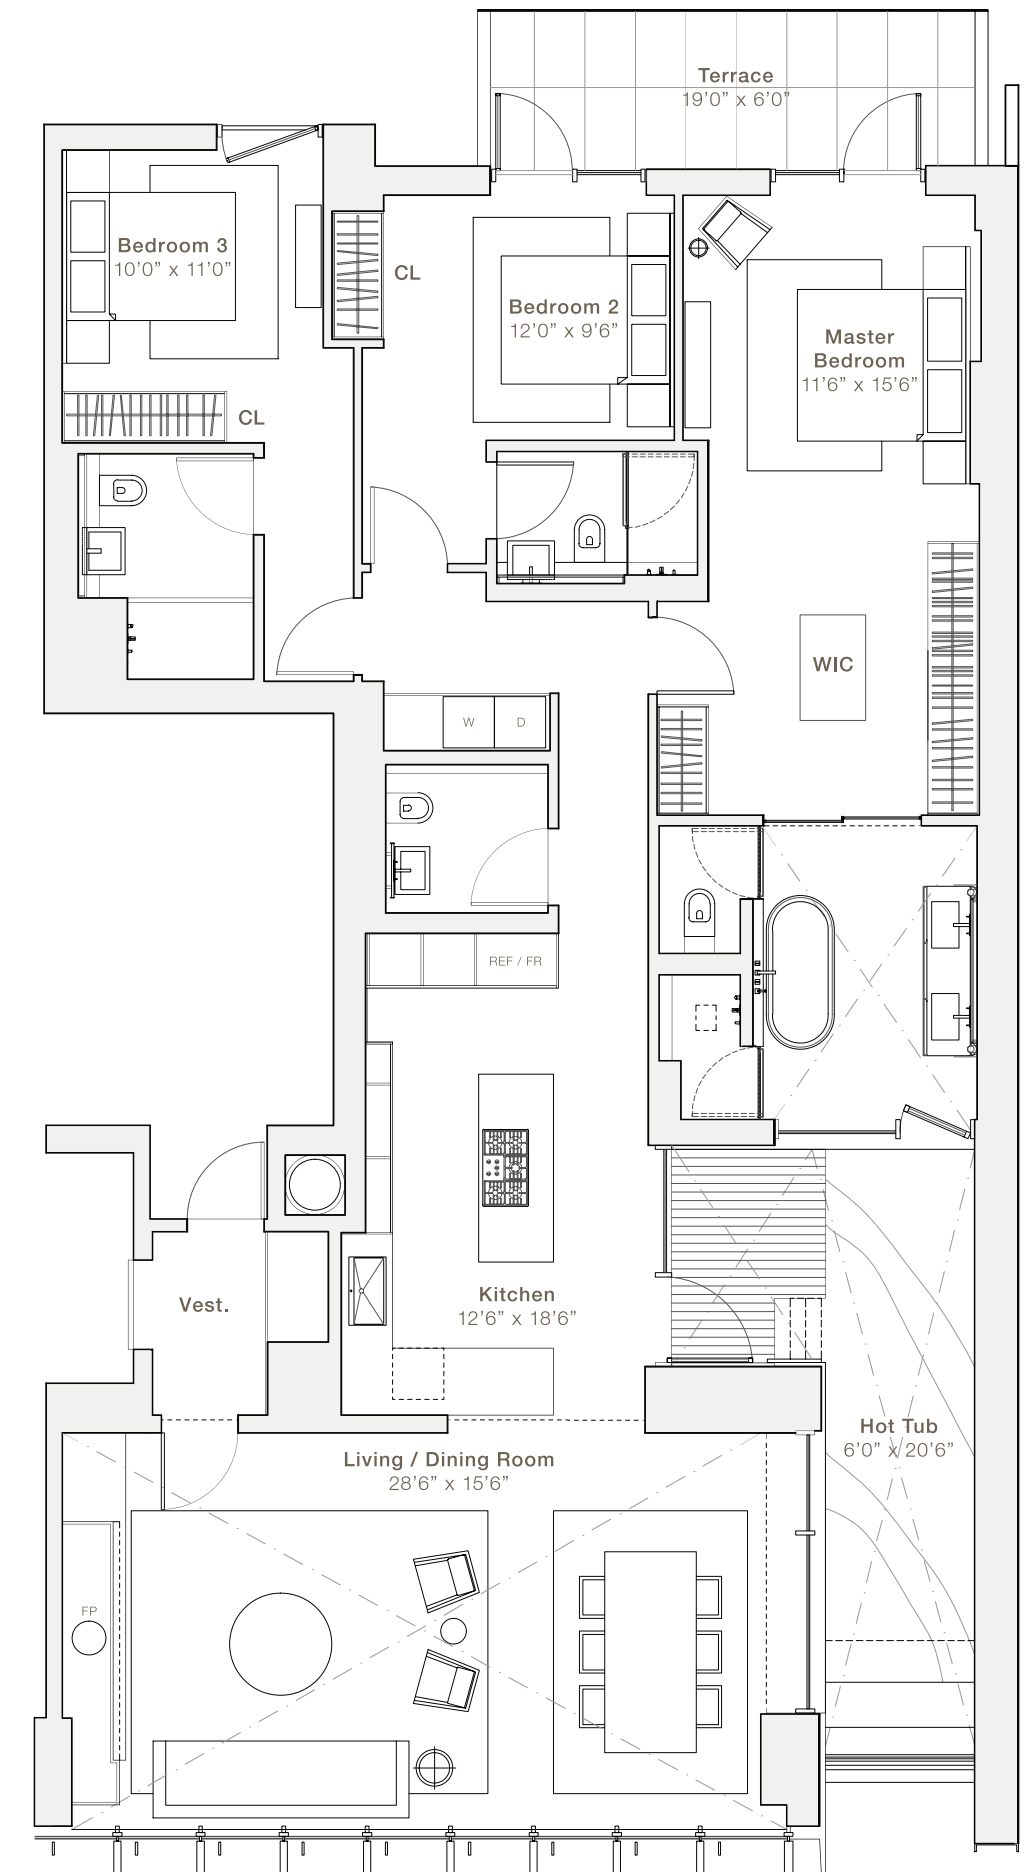 Terrace
19’0” x 6’0”
Bedroom 3
10’0” x 11’0”
CL
Bedroom 2
12’0” x 9’6”
Master
Bedroom
11’6” x 15’6”
CL
WIC
W
D
REF / FR
Kitchen
12’6” x 18’6”
Vest.
Hot Tub
6’0” x 20’6”
Living / Dining Room
28’6” x 15’6”
FP